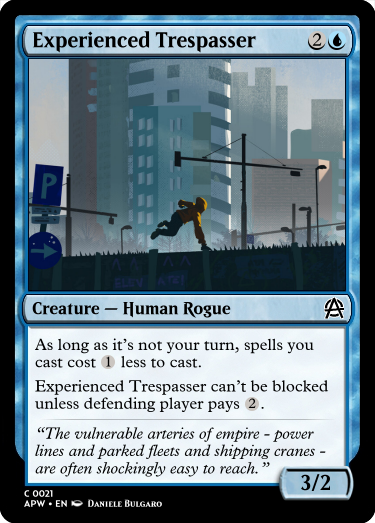 Experienced Trespasser 2
P
Creature — Human Rogue
As long as it's not your turn, spells you
cast cost 1 less to cast.
Experienced Trespasser can't be blocked
unless defending player pays 2.
“The vulnerable arteries of empire - power
lines and parked fleets and shipping cranes -
are often shockingly easy to reach.”
3/2
C 0021
APW • EN Daniele Bulgaro